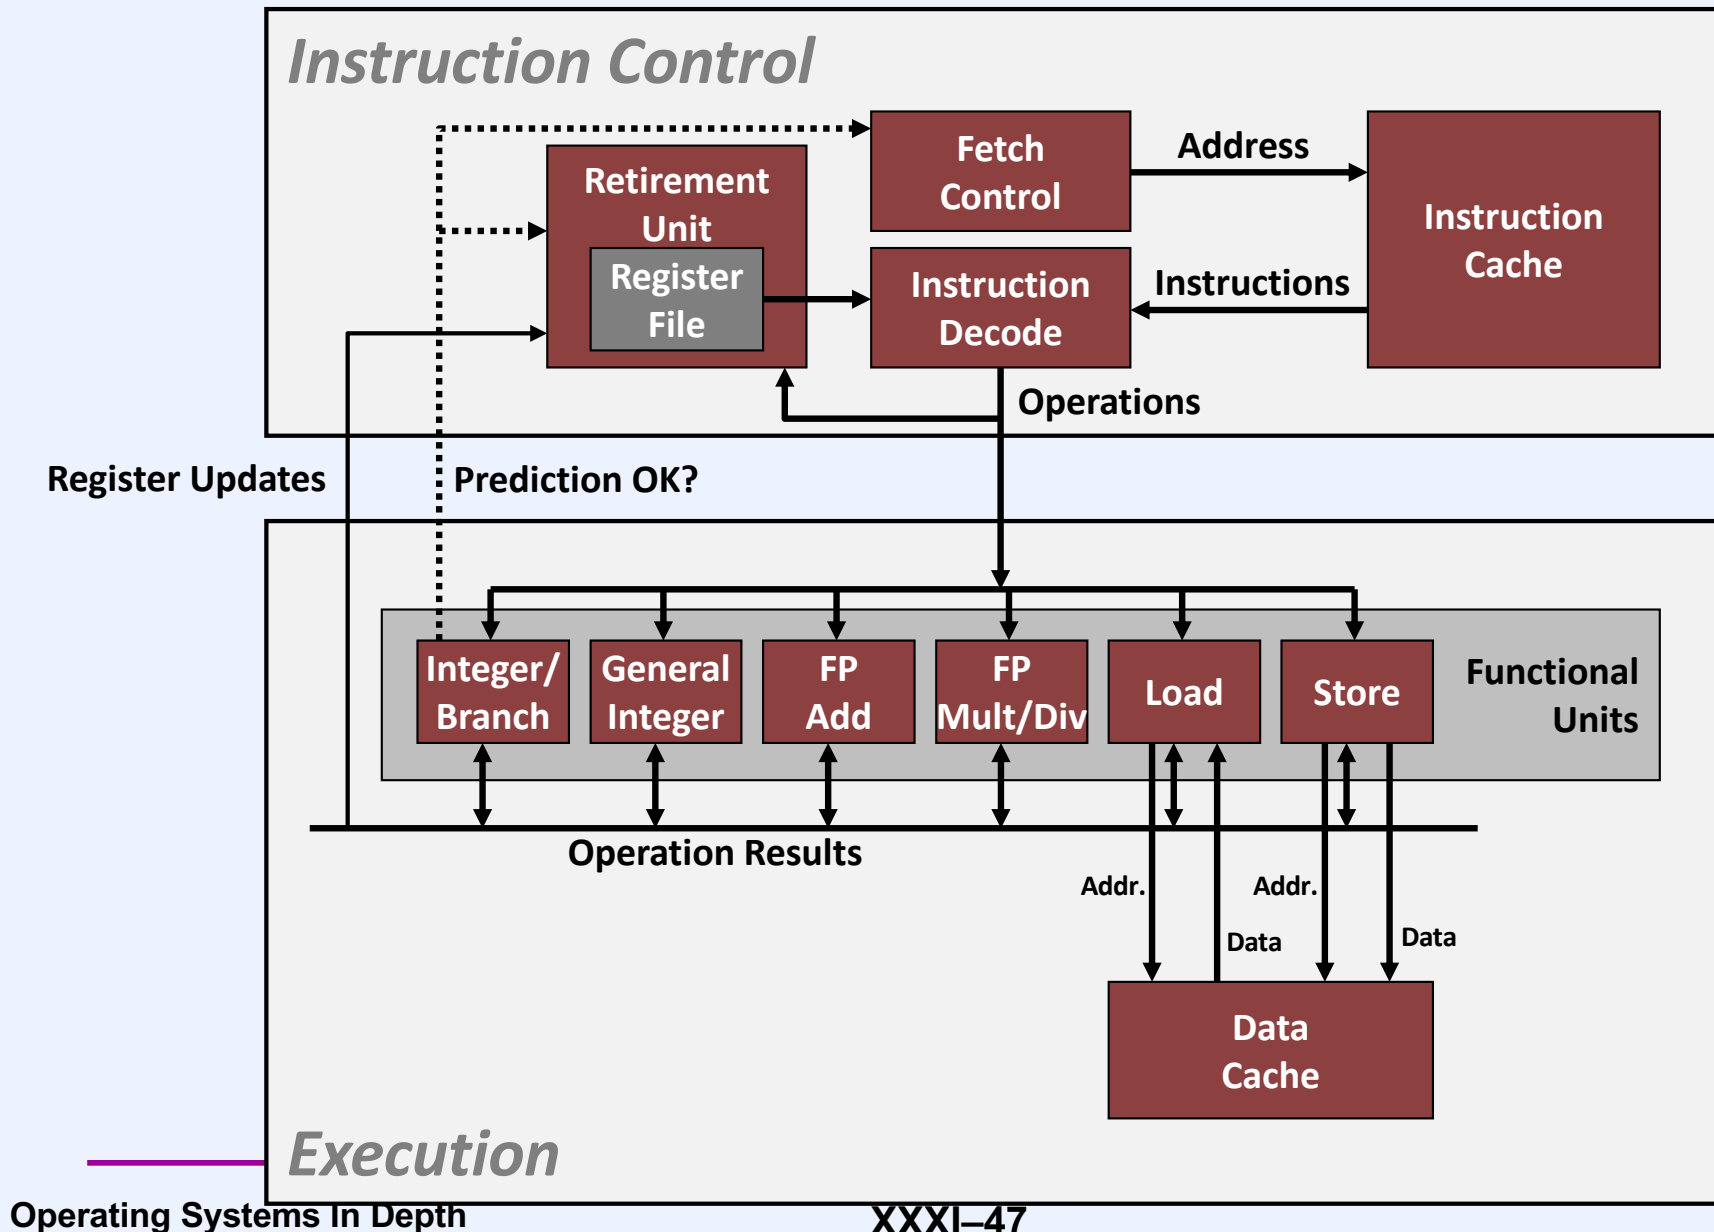 Instruction Control
Fetch
Control
Address
Instruction
Cache
Retirement
Unit
Register
File
Instruction
Decode
Instructions
Operations
Register Updates
Prediction OK?
Integer/
Branch
General
Integer
FP
Add
FP
Mult/Div
Load
Store
Functional
Units
Operation Results
Addr.
Addr.
Data
Data
Data
Cache
Execution
Operating Systems In Depth
XXXI–47